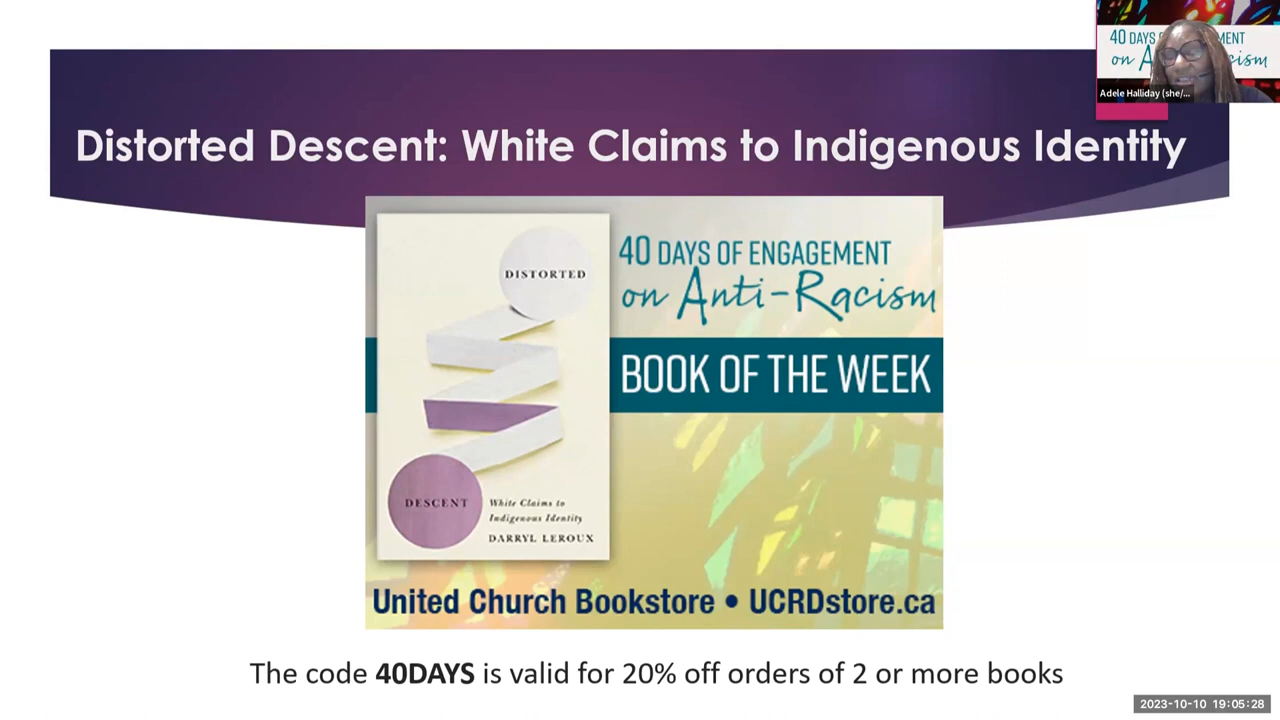 40 DAYS MENT
on A cism
Adele Halliday (she/...
Distorted Descent: White Claims to Indigenous Identity
DISTORTED
DESCENT
White Claims to
Indigenous Identity
DARRYL LEROUX
40 DAYS OF ENGAGEMENT
on Anti-Racism
BOOK OF THE WEEK
United Church Bookstore • UCRDstore.ca
The code 40DAYS is valid for 20% off orders of 2 or more books
2023-10-10 19:05:28